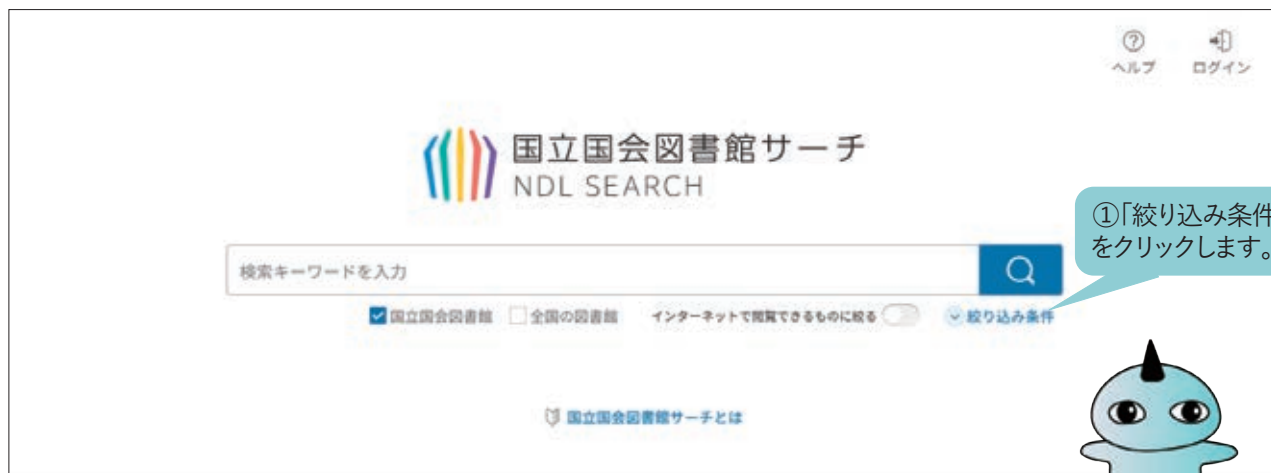 ヘルプ ログイン
国立国会図書館サーチ
NDL SEARCH
①「絞り込み条件
をクリックします。
検索キーワードを入力
国立国会図書館 全国の図書館 インターネットで閲覧できるものに絞る 絞り込み条件
国立国会図書館サーチとは